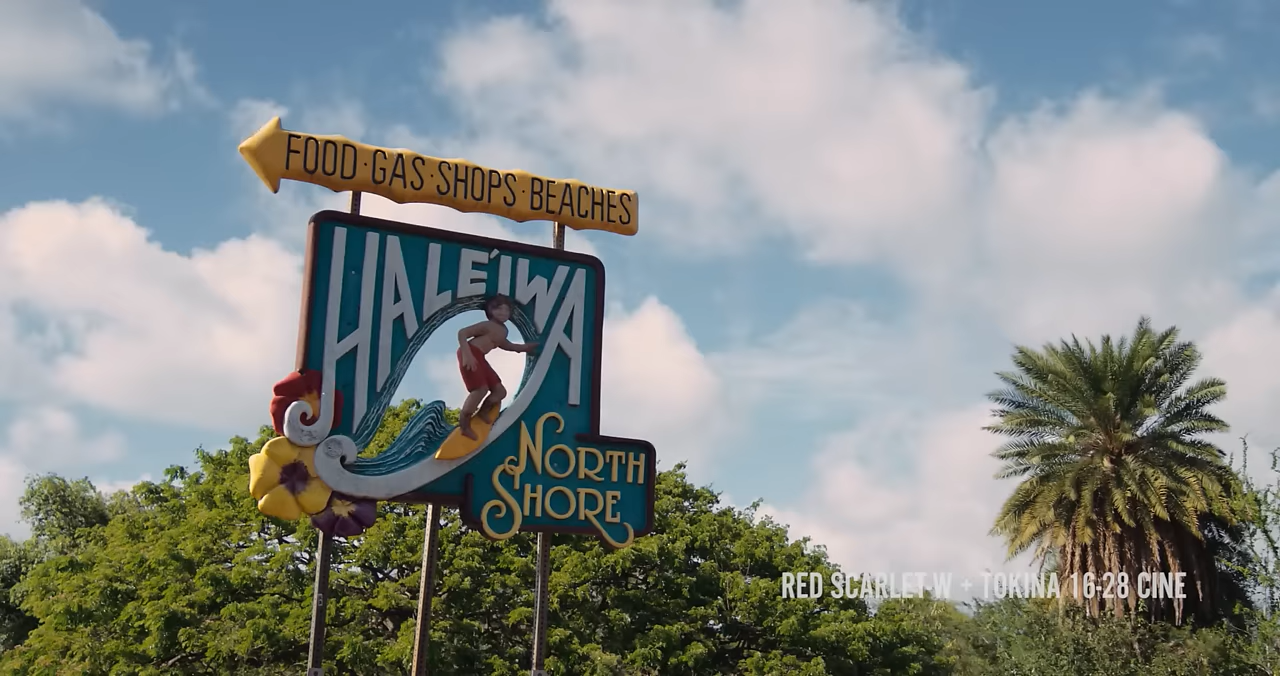 FOOD·GAS·SHOPS·BEACHES
HALE'IWA
NORTH
SHORE
RED SCARLET-W + TOKINA 16-28 CINE